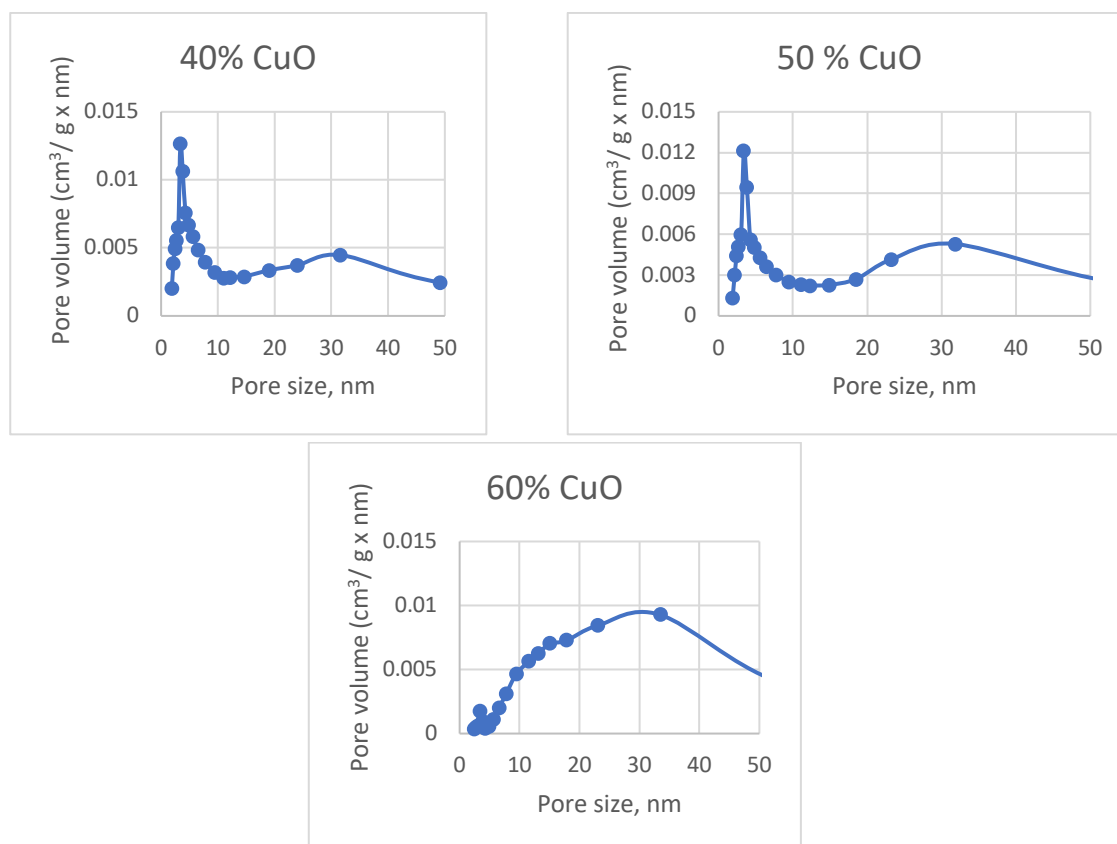 40% CuO
Pore volume (cm³/ g x nm)
0.015
0.01
0.005
0
0 10 20 30 40 50
Pore size, nm
50 % CuO
Pore volume (cm³/ g x nm)
0.015
0.012
0.009
0.006
0.003
0
0 10 20 30 40 50
Pore size, nm
60% CuO
Pore volume (cm³/ g x nm)
0.015
0.01
0.005
0
0 10 20 30 40 50
Pore size, nm